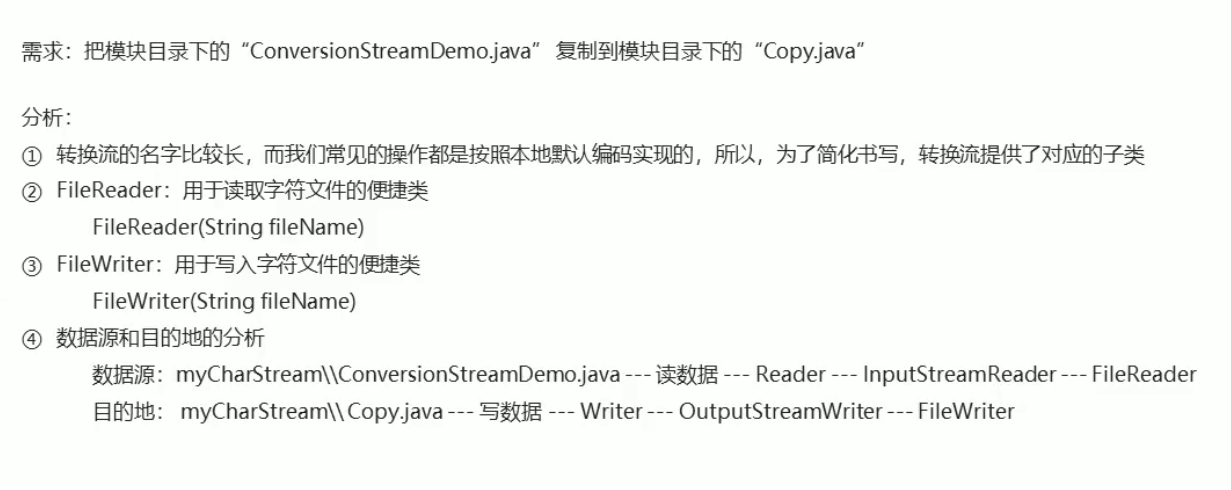 需求：把模块目录下的“ConversionStreamDemo.java” 复制到模块目录下的“Copy.java”
分析：
① 转换流的名字比较长，而我们常见的操作都是按照本地默认编码实现的，所以，为了简化书写，转换流提供了对应的子类
② FileReader：用于读取字符文件的便捷类
FileReader(String fileName)
③ FileWriter：用于写入字符文件的便捷类
FileWriter(String fileName)
④ 数据源和目的地的分析
数据源：myCharStream\\ConversionStreamDemo.java --- 读数据 --- Reader --- InputStreamReader --- FileReader
目的地： myCharStream\\ Copy.java --- 写数据 --- Writer --- OutputStreamWriter --- FileWriter